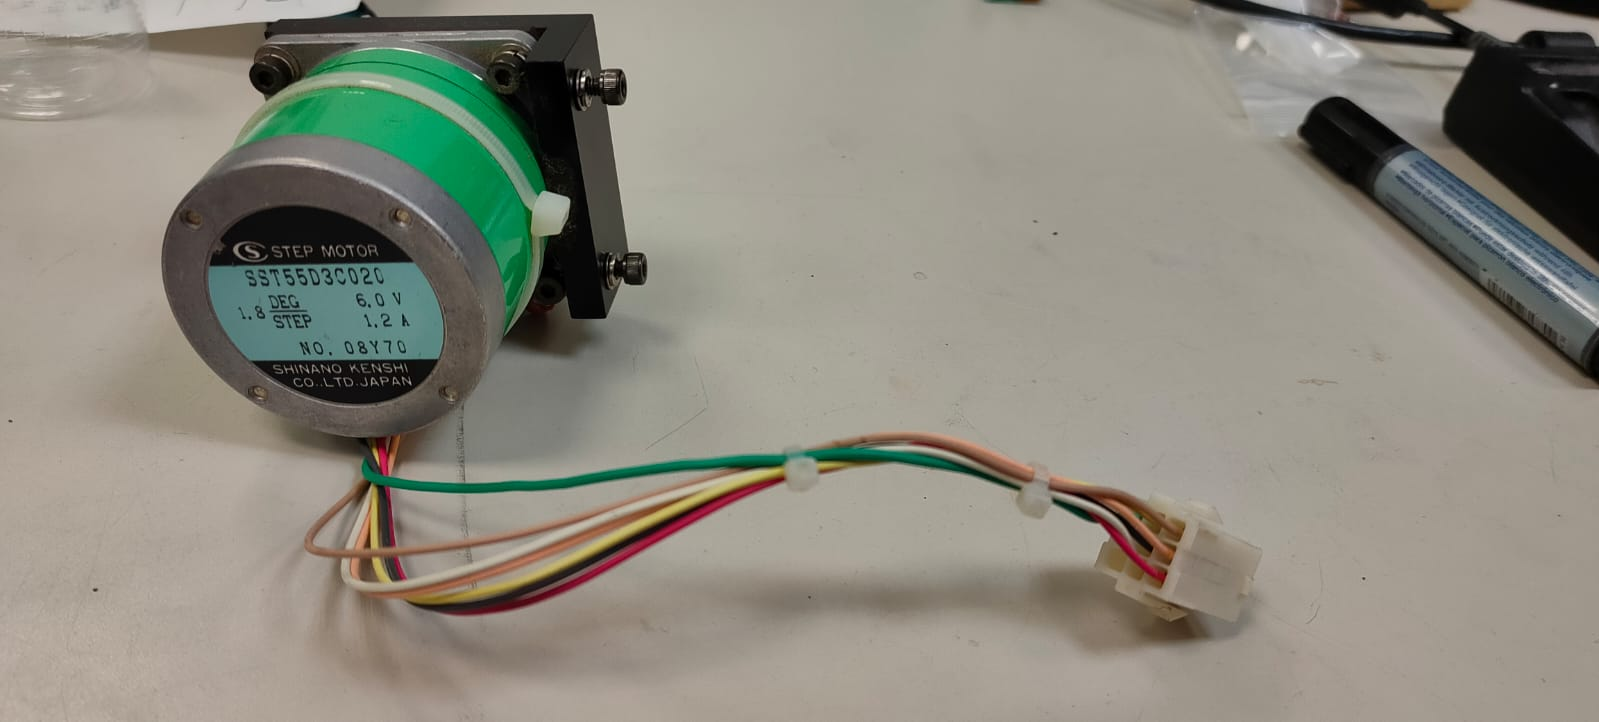 STEP MOTOR
SST55D3C020
1.8 DEG/STEP 6.0 V
1.2 A
NO. 08Y70
SHINANO KENSHI
CO.,LTD.JAPAN